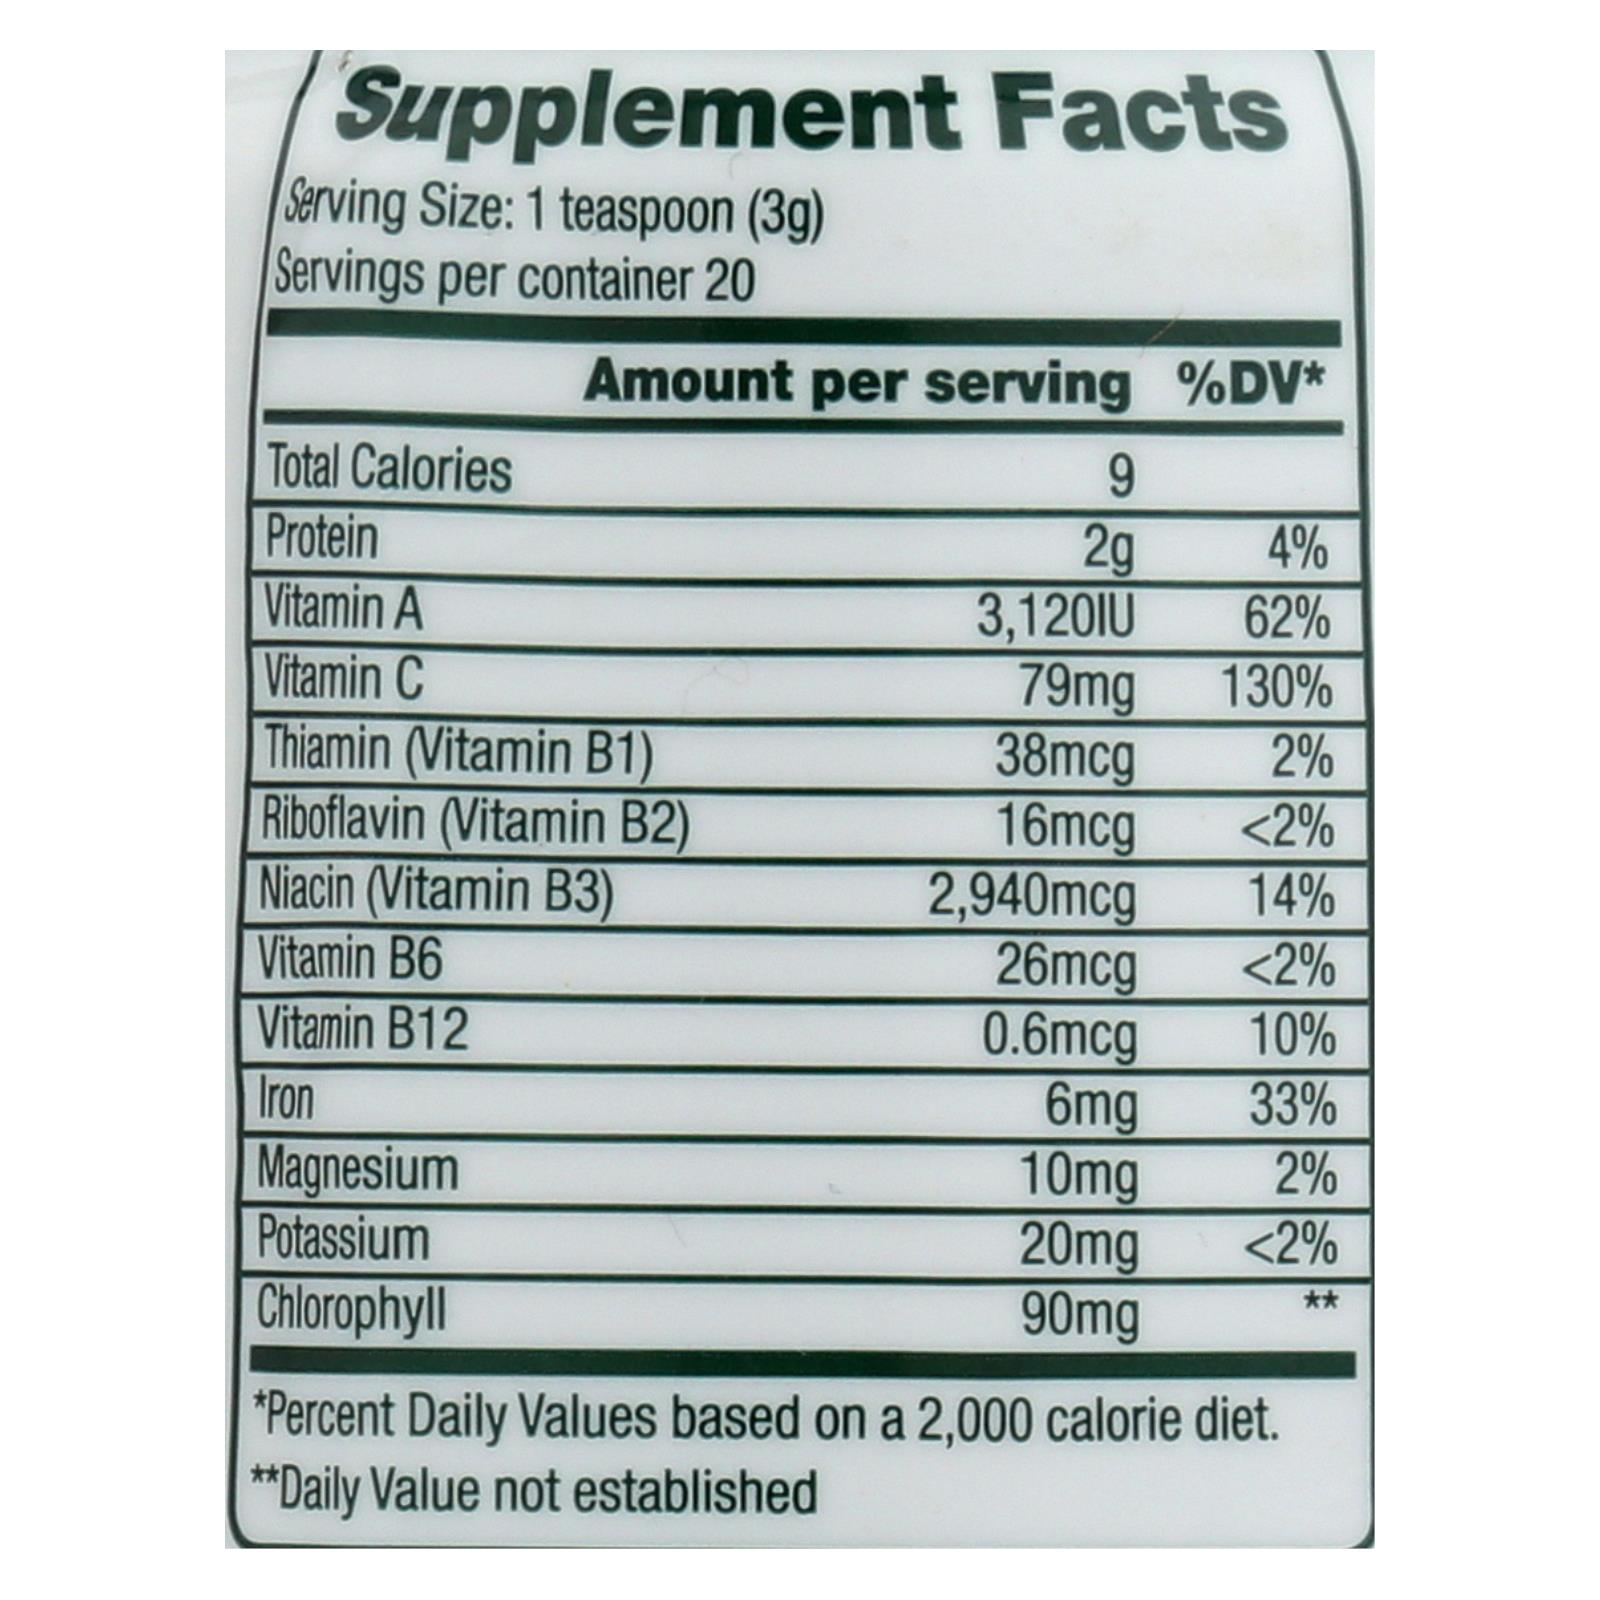 Supplement Facts
Serving Size: 1 teaspoon (3g)
Servings per container 20
Amount per serving %DV*
Total Calories 9
Protein 2g 4%
Vitamin A 3,120IU 62%
Vitamin C 79mg 130%
Thiamin (Vitamin B1) 38mcg 2%
Riboflavin (Vitamin B2) 16mcg <2%
Niacin (Vitamin B3) 2,940mcg 14%
Vitamin B6 26mcg <2%
Vitamin B12 0.6mcg 10%
Iron 6mg 33%
Magnesium 10mg 2%
Potassium 20mg <2%
Chlorophyll 90mg **
*Percent Daily Values based on a 2,000 calorie diet.
**Daily Value not established